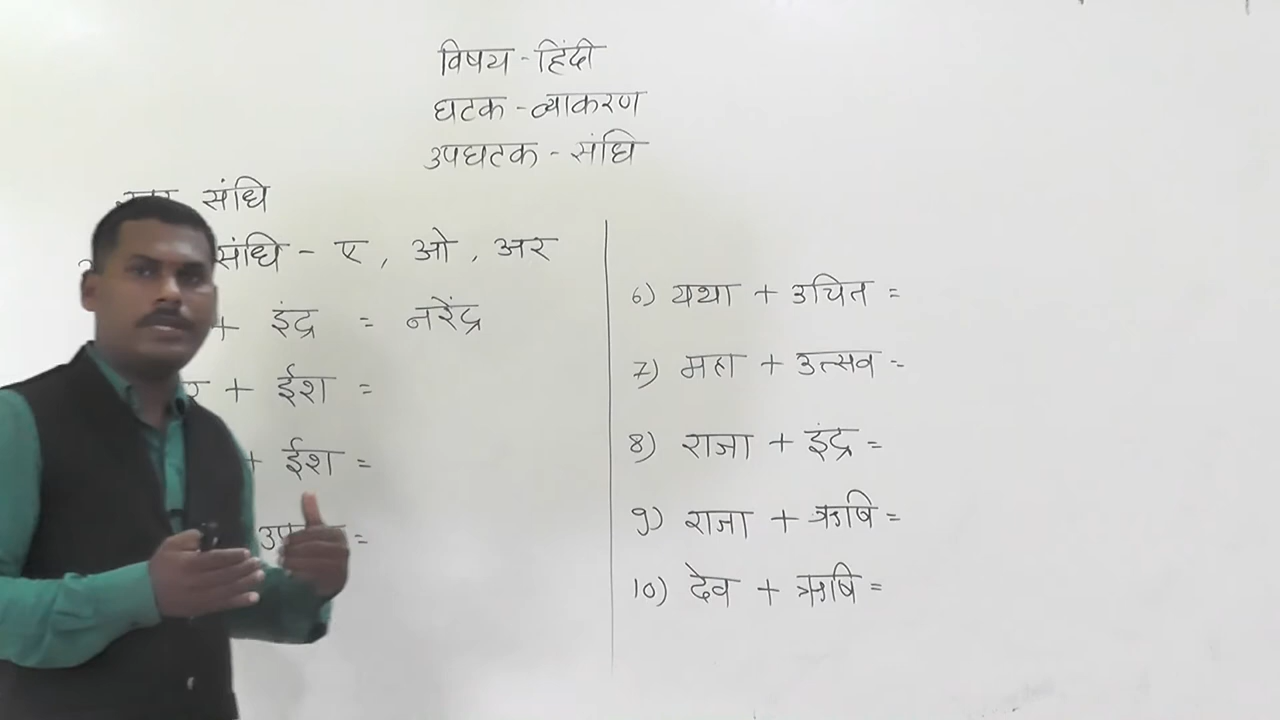 विषय - हिंदी
घटक - व्याकरण
उपघटक - संधि
संधि
संधि - ए, ओ, अर
+ इंद्र = नरेंद्र
+ ईश =
+ ईश =
=
6) यथा + उचित =
7) महा + उत्सव =
8) राजा + इंद्र =
9) राजा + ऋषि =
10) देव + ऋषि =